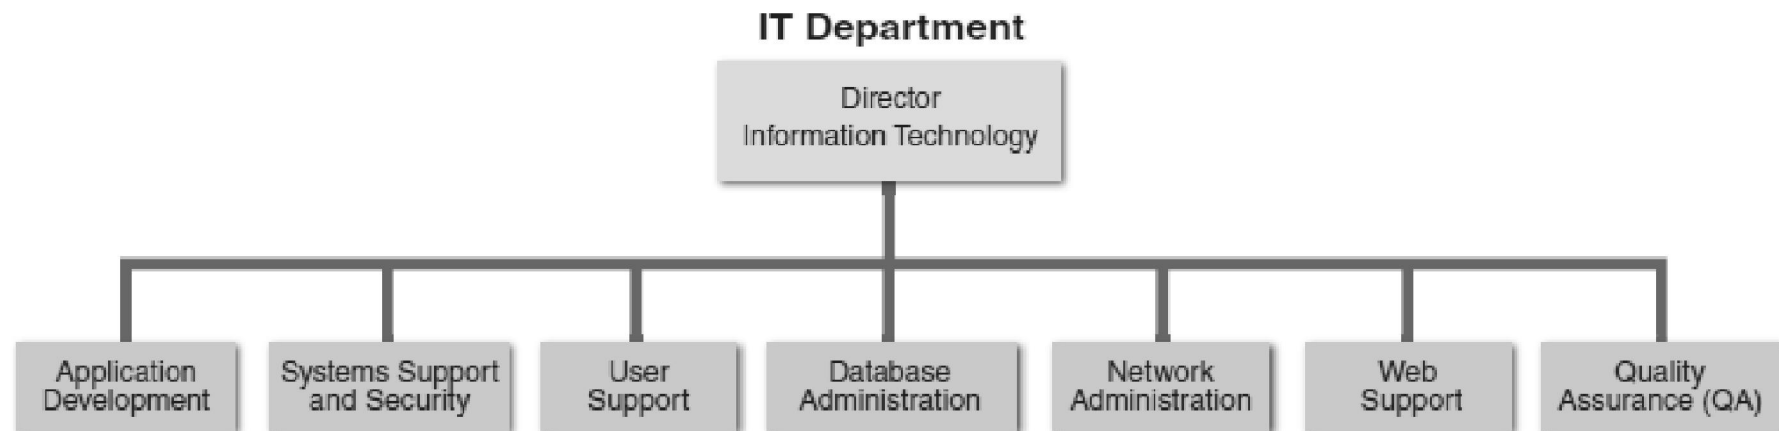 IT Department
Director
Information Technology
Application
Development
Systems Support
and Security
User
Support
Database
Administration
Network
Administration
Web
Support
Quality
Assurance (QA)